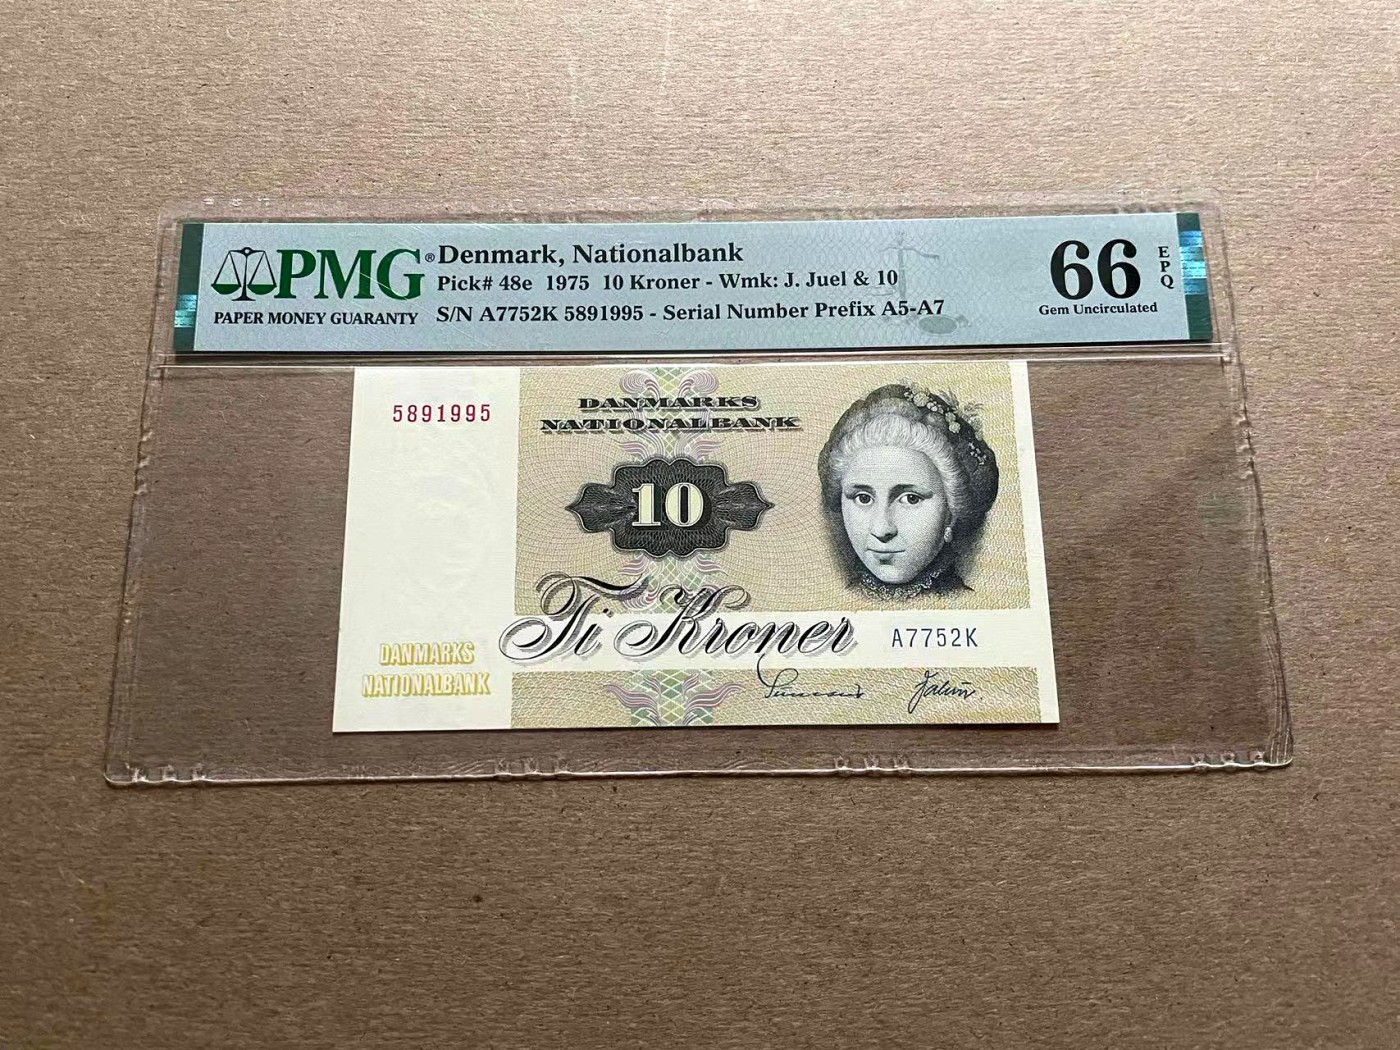 PMG®
PAPER MONEY GUARANTY
Denmark, Nationalbank
Pick# 48e 1975 10 Kroner - Wmk: J. Juel & 10
S/N A7752K 5891995 - Serial Number Prefix A5-A7
66
EPQ
Gem Uncirculated
5891995
DANMARKS
NATIONALBANK
10
Ti Kroner
A7752K
DANMARKS
NATIONALBANK